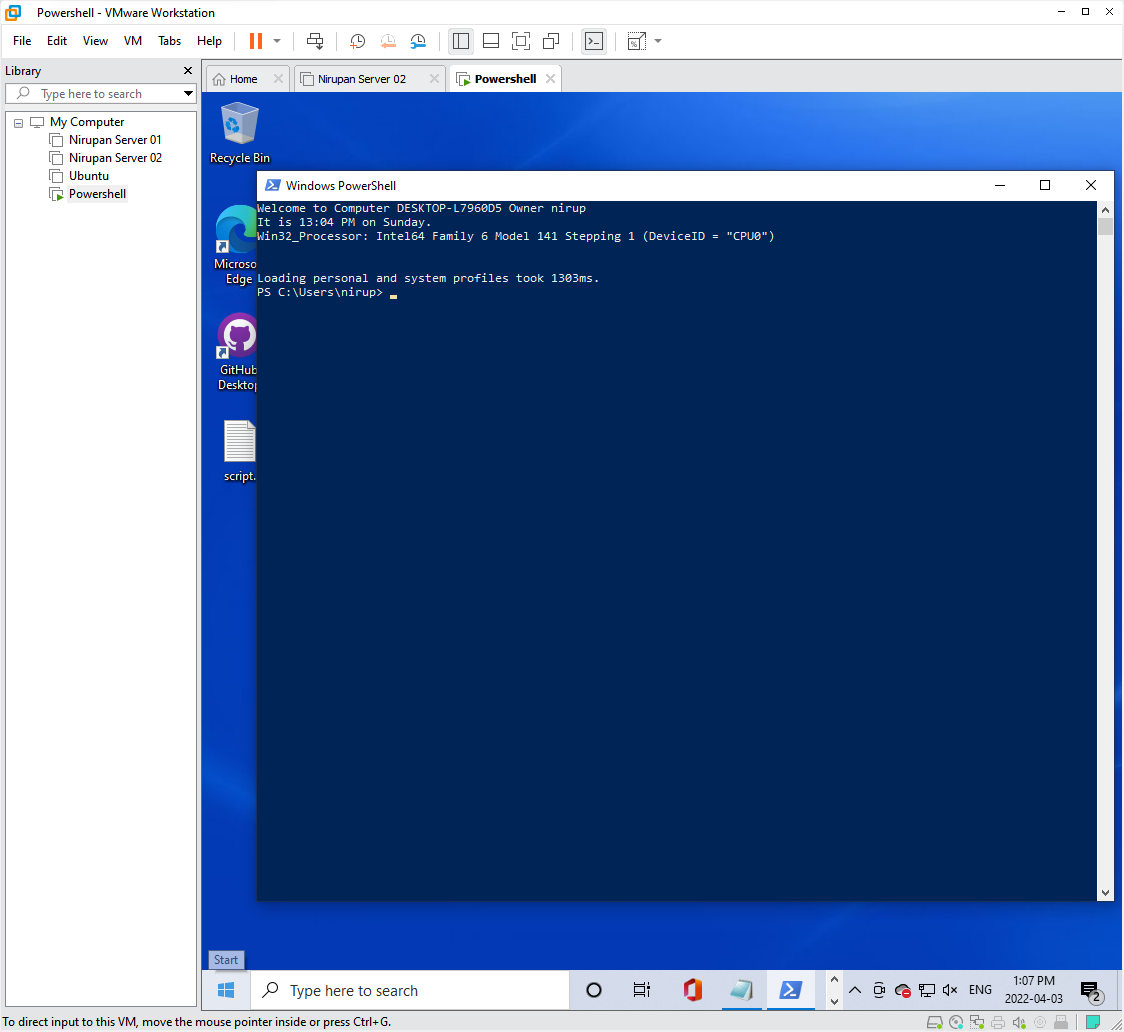 Powershell - VMware Workstation
File Edit View VM Tabs Help
Library
Type here to search
My Computer
Nirupan Server 01
Nirupan Server 02
Ubuntu
Powershell
Home
Nirupan Server 02
Powershell
Recycle Bin
Microso
Edge
GitHub
Desktop
script.
Windows PowerShell
Welcome to Computer DESKTOP-L7960D5 Owner nirup
It is 13:04 PM on Sunday.
Win32_Processor: Intel64 Family 6 Model 141 Stepping 1 (DeviceID = "CPU0")
Loading personal and system profiles took 1303ms.
PS C:\Users\nirup>
Start
Type here to search
ENG
1:07 PM
2022-04-03
2
To direct input to this VM, move the mouse pointer inside or press Ctrl+G.